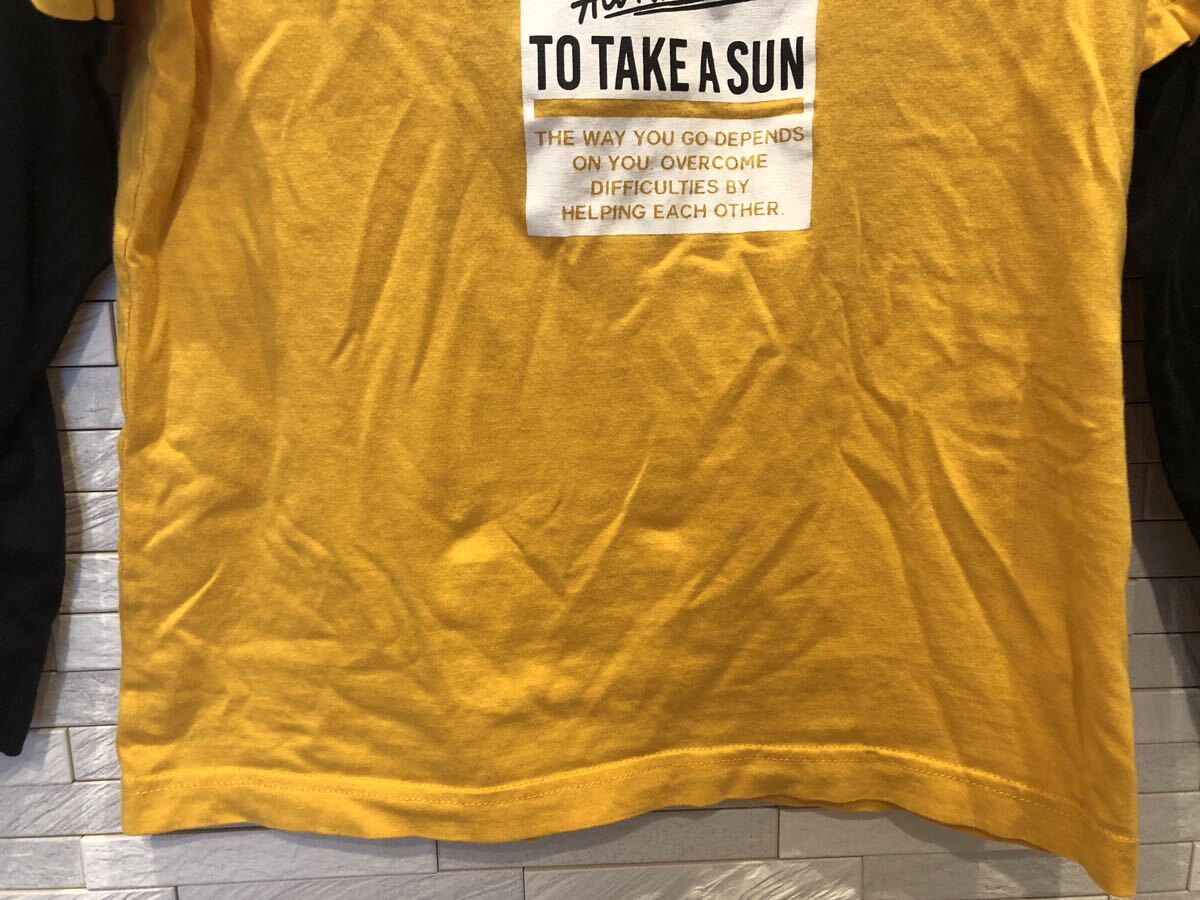 TO TAKE A SUN
THE WAY YOU GO DEPENDS
ON YOU OVERCOME
DIFFICULTIES BY
HELPING EACH OTHER.